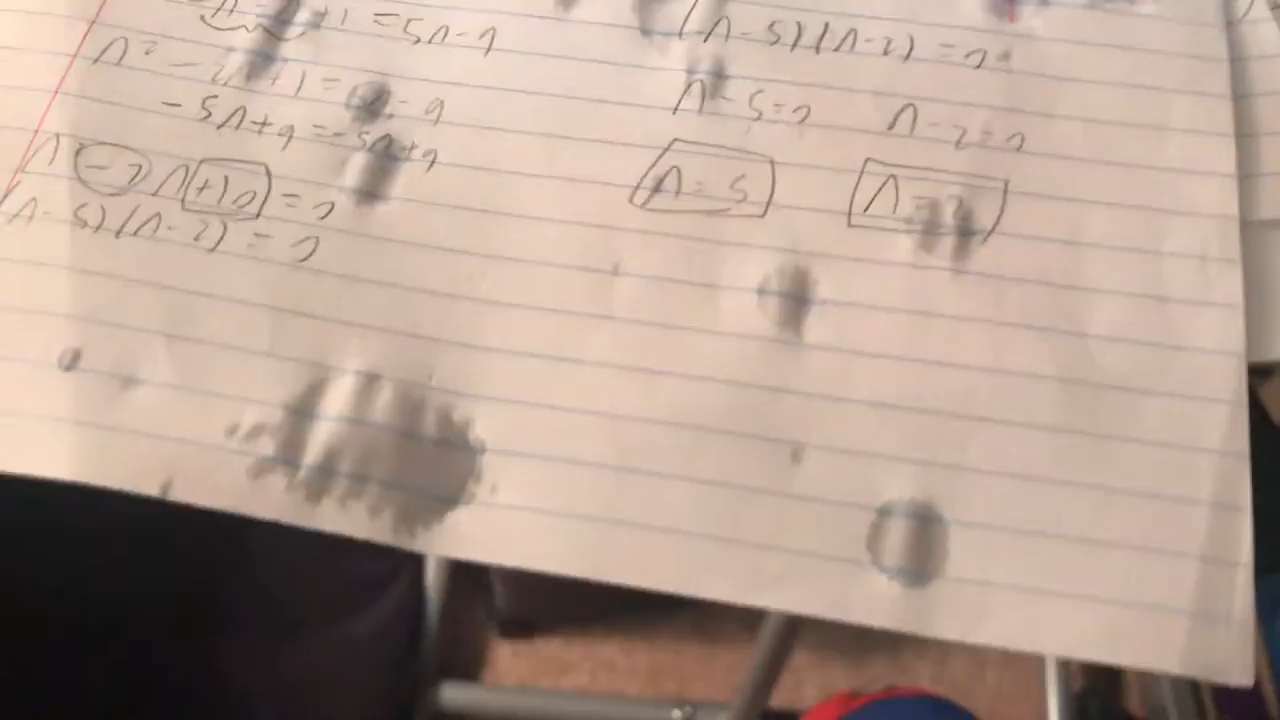 +1 = 5n-9
n² - 2n+1 = 5n - 9
-5n+9 = -5n+9
n² -7n +10 = 0
(n-5)(n-2) = 0
(n-5)(n-2) = 0
n-5=0 n-2=0
n=5 n=2